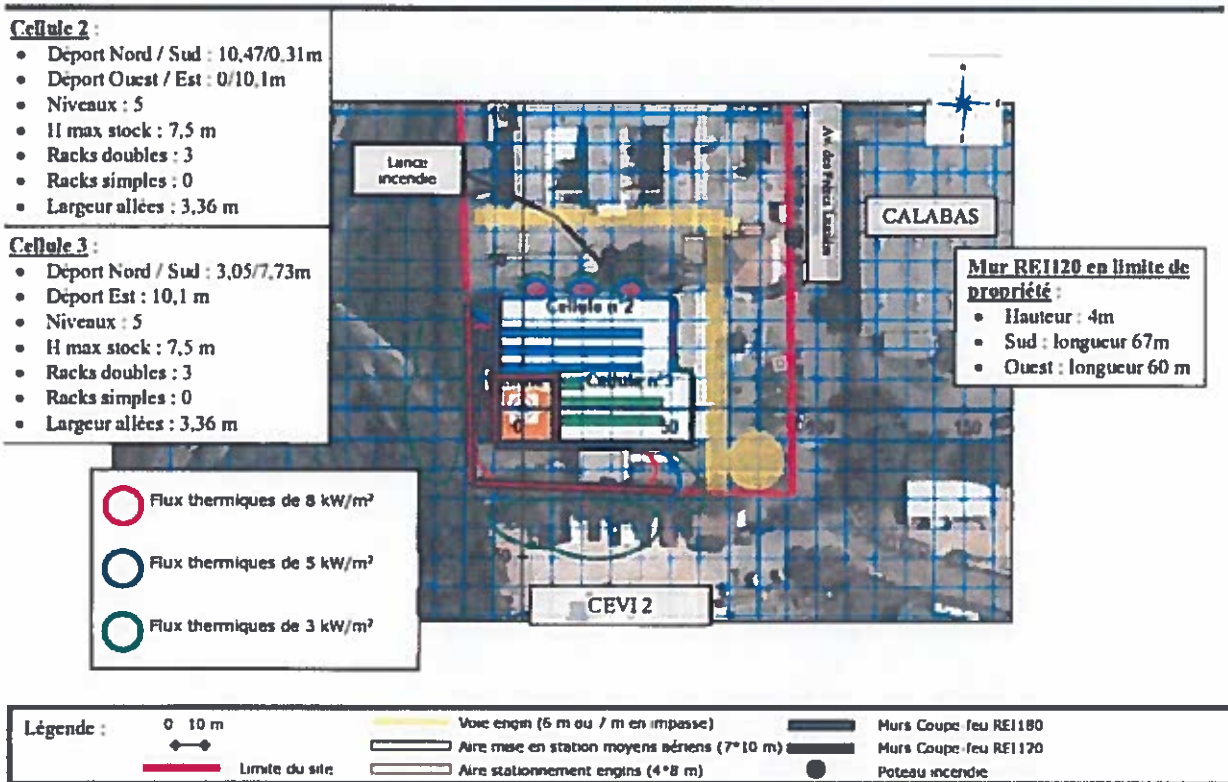 Cellule 2 :
• Déport Nord / Sud : 10,47/0,31m
• Déport Ouest / Est : 0/10,1m
• Niveaux : 5
• H max stock : 7,5 m
• Racks doubles : 3
• Racks simples : 0
• Largeur allées : 3,36 m
Cellule 3 :
• Déport Nord / Sud : 3,05/7,73m
• Déport Est : 10,1 m
• Niveaux : 5
• H max stock : 7,5 m
• Racks doubles : 3
• Racks simples : 0
• Largeur allées : 3,36 m
Lance
incendie
Av. des Frères
CALABAS
Mur REI120 en limite de
propriété :
• Hauteur : 4m
• Sud : longueur 67m
• Ouest : longueur 60 m
Cellule n°2
Cellule n°3
50
150
CEVI 2
Flux thermiques de 8 kW/m²
Flux thermiques de 5 kW/m²
Flux thermiques de 3 kW/m²
Légende :
0 10 m
Limite du site
Voie engin (6 m ou 7 m en impasse)
Aire mise en station moyens aériens (7*10 m)
Aire stationnement engins (4*8 m)
Murs Coupe-feu REI180
Murs Coupe-feu REI120
Poteau incendie